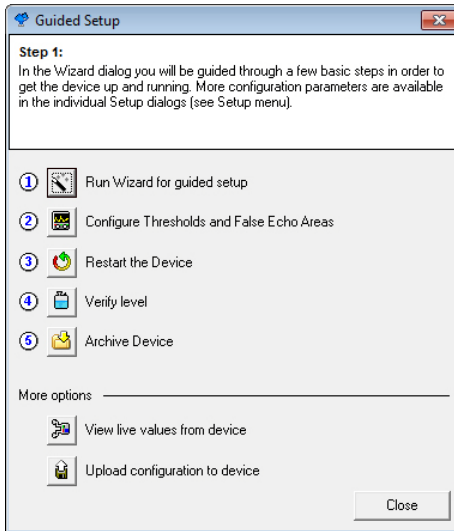 Guided Setup
Step 1:
In the Wizard dialog you will be guided through a few basic steps in order to
get the device up and running. More configuration parameters are available
in the individual Setup dialogs (see Setup menu).
1 Run Wizard for guided setup
2 Configure Thresholds and False Echo Areas
3 Restart the Device
4 Verify level
5 Archive Device
More options
View live values from device
Upload configuration to device
Close